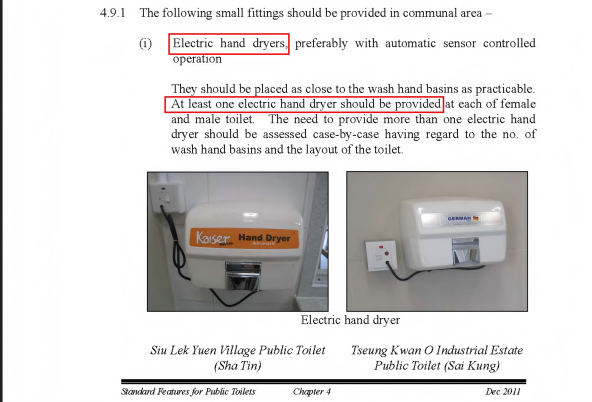 4.9.1 The following small fittings should be provided in communal area –
(i) Electric hand dryers, preferably with automatic sensor controlled
operation
They should be placed as close to the wash hand basins as practicable.
At least one electric hand dryer should be provided at each of female
and male toilet. The need to provide more than one electric hand
dryer should be assessed case-by-case having regard to the no. of
wash hand basins and the layout of the toilet.
Kaiser Hand Dryer
GERMAN
Electric hand dryer
Siu Lek Yuen Village Public Toilet
(Sha Tin)
Tseung Kwan O Industrial Estate
Public Toilet (Sai Kung)
Standard Features for Public Toilets Chapter 4 Dec 2011